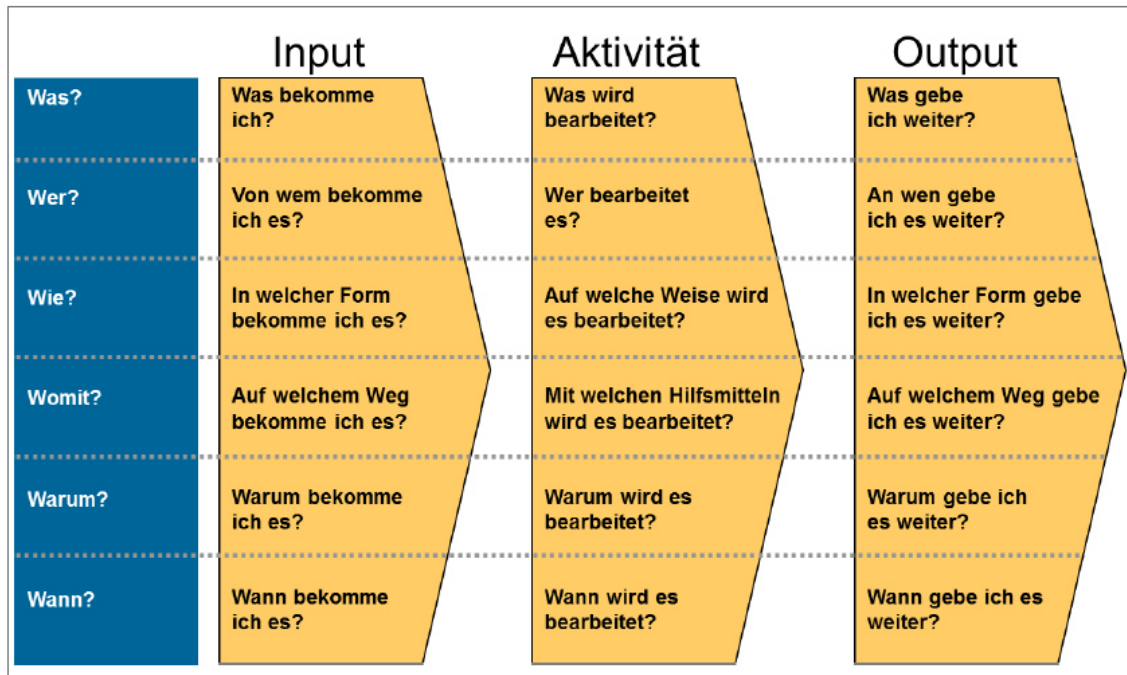 Input Aktivität Output
Was? Was bekomme Was wird Was gebe
ich? bearbeitet? ich weiter?
Wer? Von wem bekomme Wer bearbeitet An wen gebe
ich es? es? ich es weiter?
Wie? In welcher Form Auf welche Weise wird In welcher Form gebe
bekomme ich es? es bearbeitet? ich es weiter?
Womit? Auf welchem Weg Mit welchen Hilfsmitteln Auf welchem Weg gebe
bekomme ich es? wird es bearbeitet? ich es weiter?
Warum? Warum bekomme Warum wird es Warum gebe ich
ich es? bearbeitet? es weiter?
Wann? Wann bekomme Wann wird es Wann gebe ich es
ich es? bearbeitet? weiter?